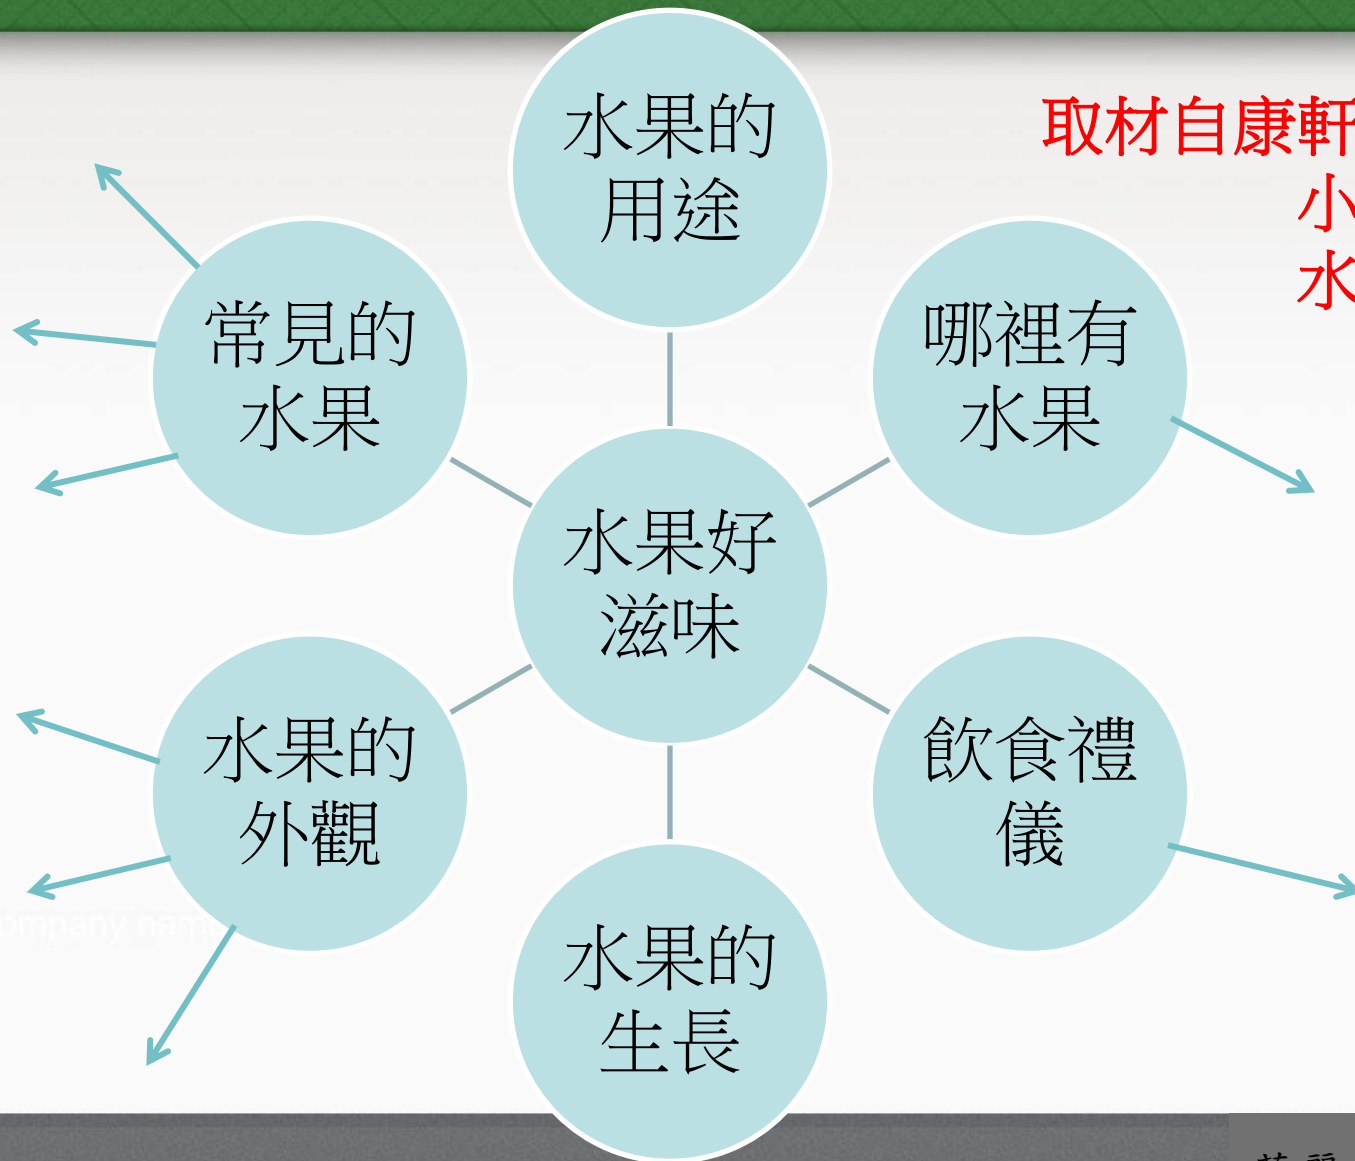 水果的
用途
取材自康軒
小
水
常見的
水果
哪裡有
水果
水果好
滋味
水果的
外觀
飲食禮
儀
ompany nam
水果的
生長